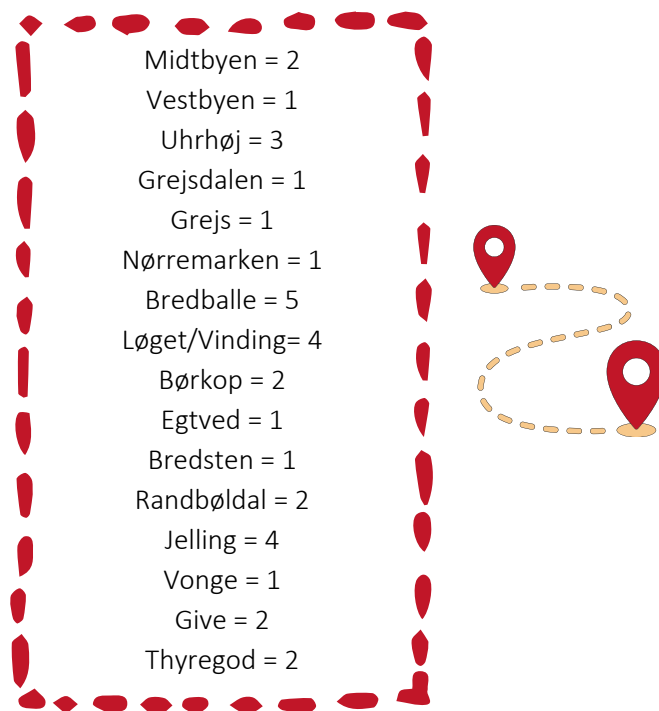 Midtbyen = 2
Vestbyen = 1
Uhrhøj = 3
Grejsdalen = 1
Grejs = 1
Nørremarken = 1
Bredballe = 5
Løget/Vinding= 4
Børkop = 2
Egtved = 1
Bredsten = 1
Randbøldal = 2
Jelling = 4
Vonge = 1
Give = 2
Thyregod = 2